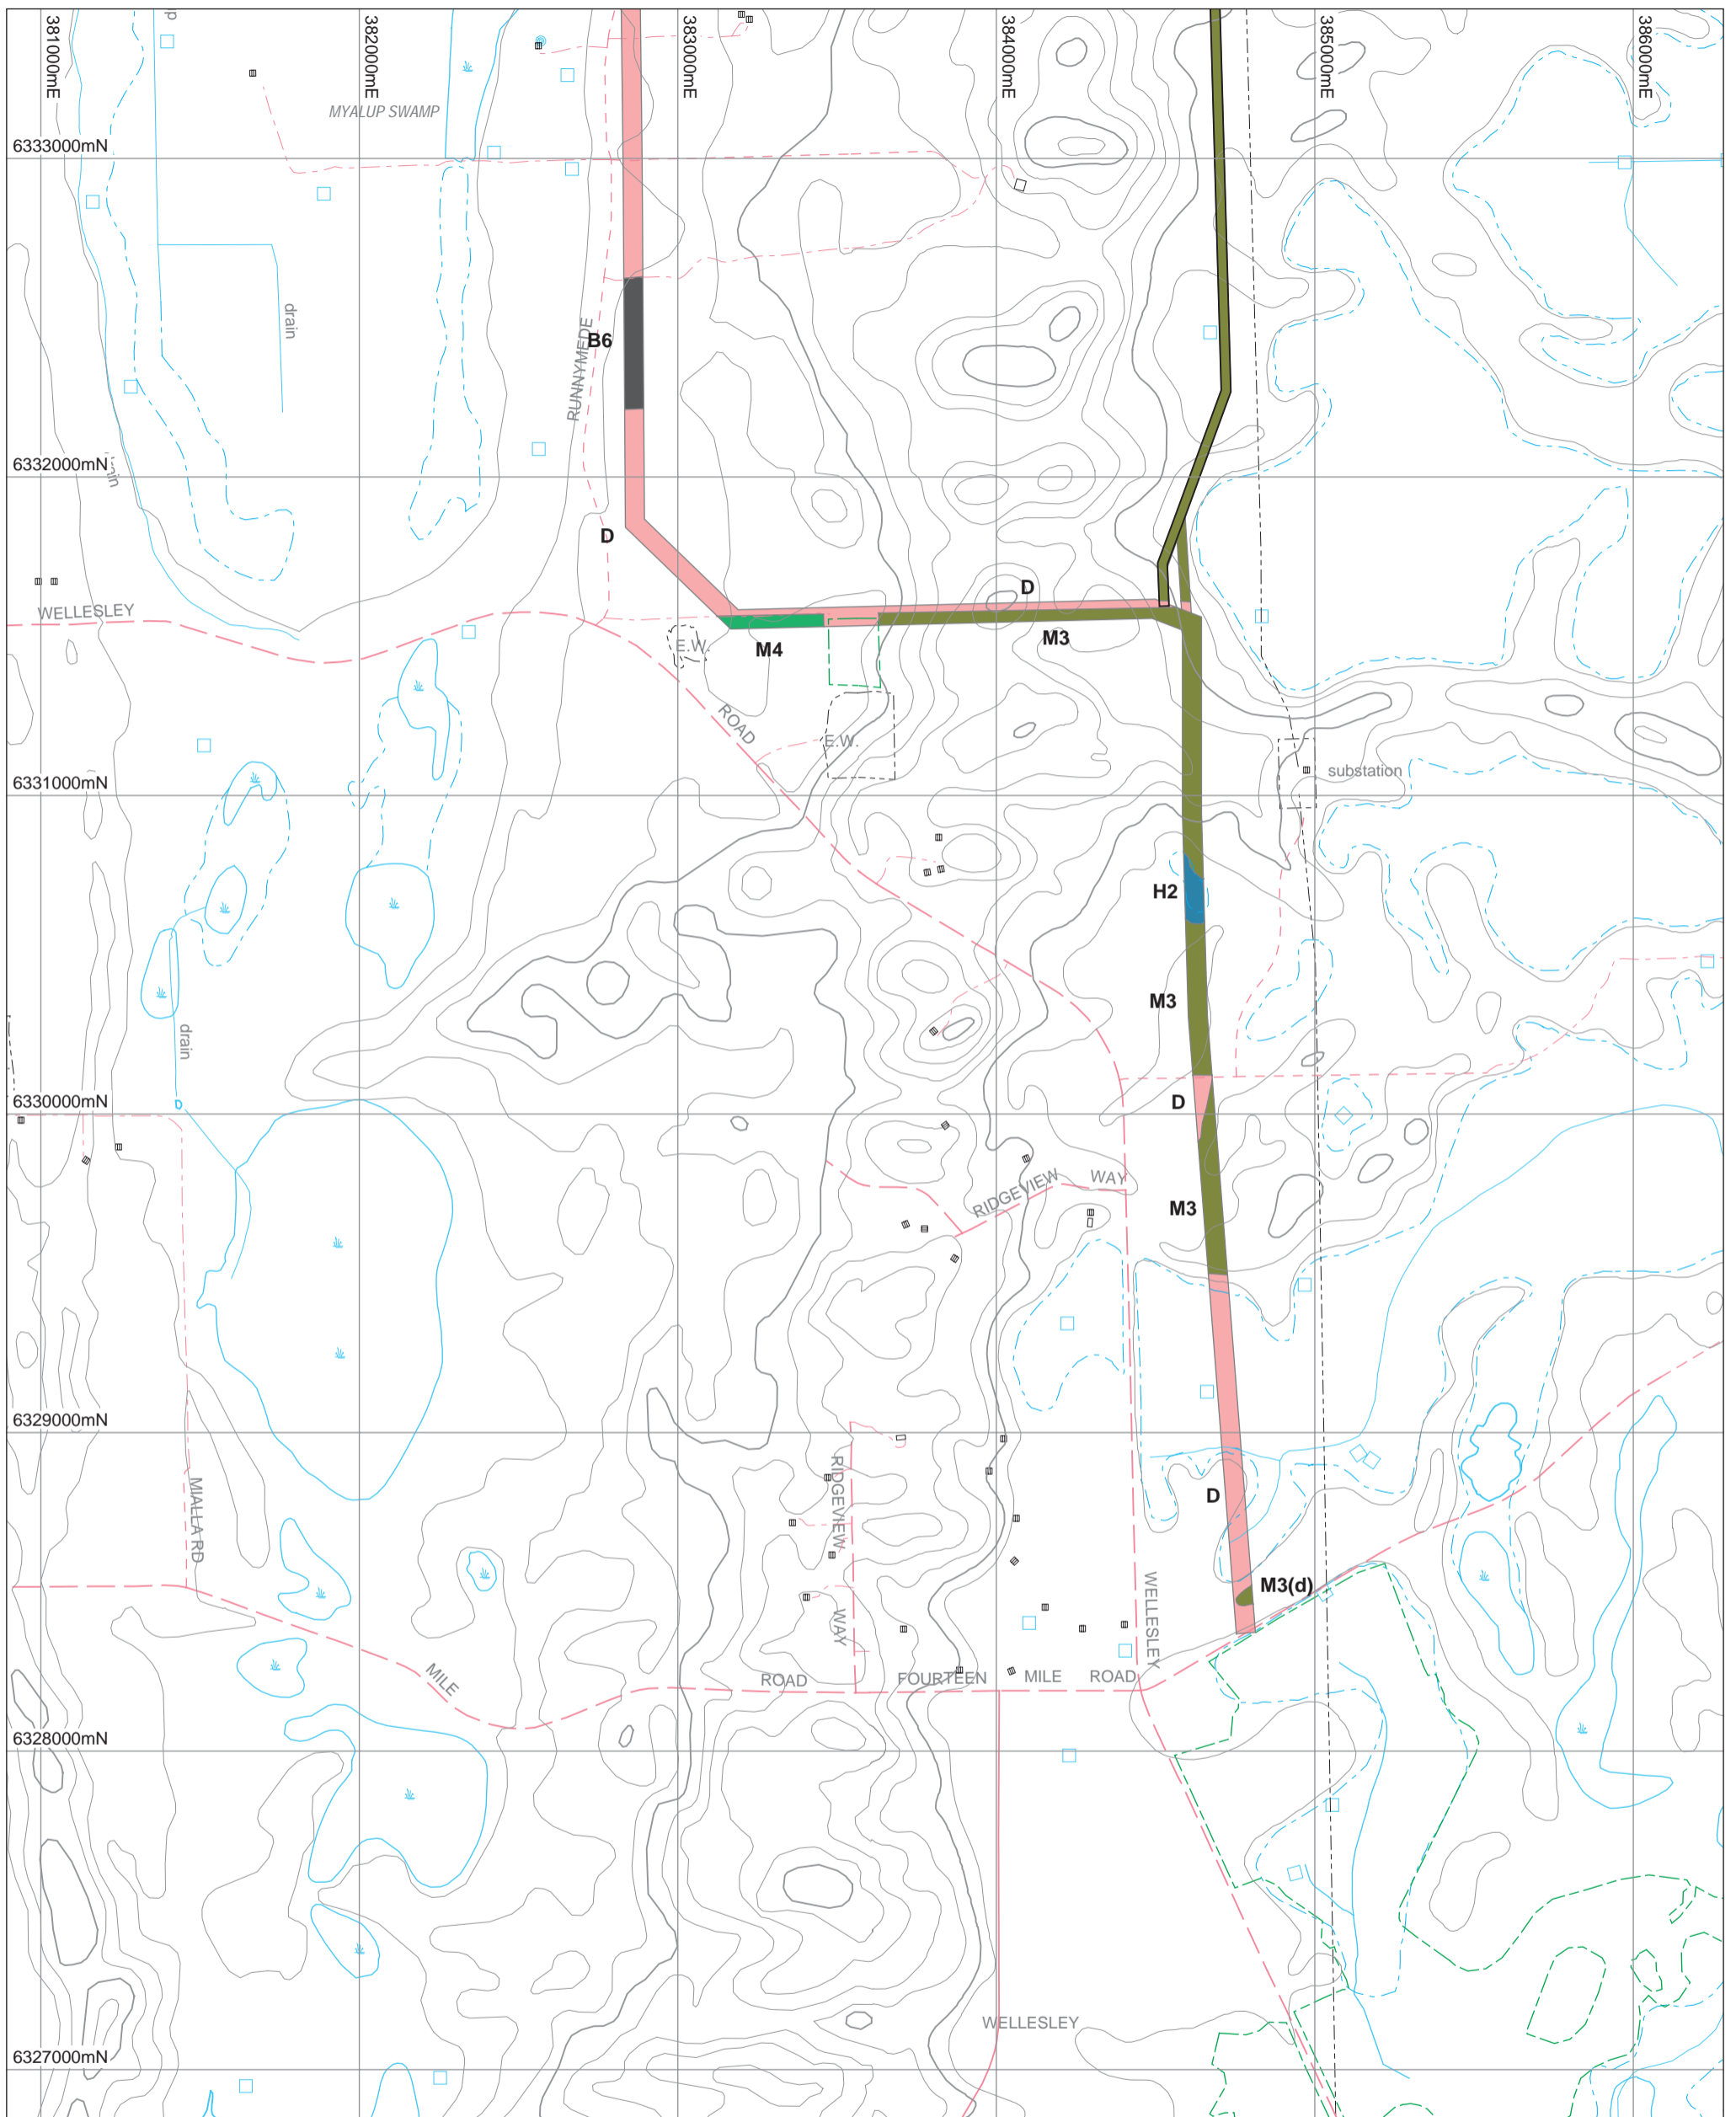 381000mE
382000mE
383000mE
384000mE
385000mE
386000mE
p
MYALUP SWAMP
6333000mN
drain
B6
RUNNYMEDE
6332000mN
D
WELLESLEY
D
E.W.
M4
M3
ROAD
E.W.
substation
6331000mN
H2
M3
drain
6330000mN
D
RIDGEVIEW
WAY
M3
6329000mN
RIDGEVIEW
MIALLA RD
D
M3(d)
WELLESLEY
WAY
MILE
ROAD
FOURTEEN
MILE
ROAD
6328000mN
WELLESLEY
6327000mN